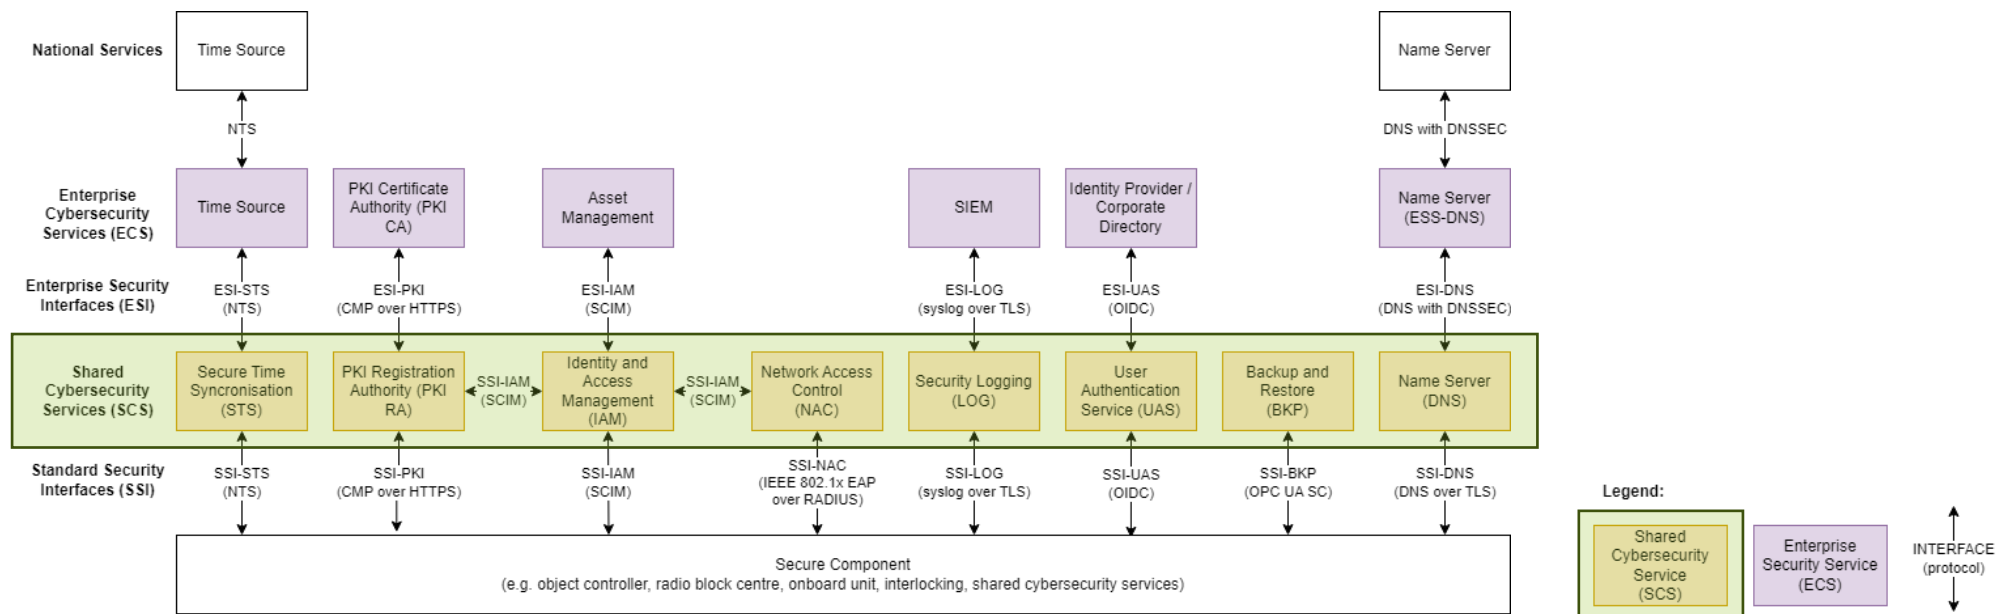 National Services
Time Source
Name Server
NTS
DNS with DNSSEC
Enterprise
Cybersecurity
Services (ECS)
Time Source
PKI Certificate
Authority (PKI
CA)
Asset
Management
SIEM
Identity Provider /
Corporate
Directory
Name Server
(ESS-DNS)
Enterprise Security
Interfaces (ESI)
ESI-STS
(NTS)
ESI-PKI
(CMP over HTTPS)
ESI-IAM
(SCIM)
ESI-LOG
(syslog over TLS)
ESI-UAS
(OIDC)
ESI-DNS
(DNS with DNSSEC)
Shared
Cybersecurity
Services (SCS)
Secure Time
Syncronisation
(STS)
PKI Registration
Authority (PKI
RA)
SSI-IAM
(SCIM)
Identity and
Access
Management
(IAM)
SSI-IAM
(SCIM)
Network Access
Control
(NAC)
Security Logging
(LOG)
User
Authentication
Service (UAS)
Backup and
Restore
(BKP)
Name Server
(DNS)
Standard Security
Interfaces (SSI)
SSI-STS
(NTS)
SSI-PKI
(CMP over HTTPS)
SSI-IAM
(SCIM)
SSI-NAC
(IEEE 802.1x EAP
over RADIUS)
SSI-LOG
(syslog over TLS)
SSI-UAS
(OIDC)
SSI-BKP
(OPC UA SC)
SSI-DNS
(DNS over TLS)
Secure Component
(e.g. object controller, radio block centre, onboard unit, interlocking, shared cybersecurity services)
Legend:
Shared
Cybersecurity
Service
(SCS)
Enterprise
Security Service
(ECS)
INTERFACE
(protocol)